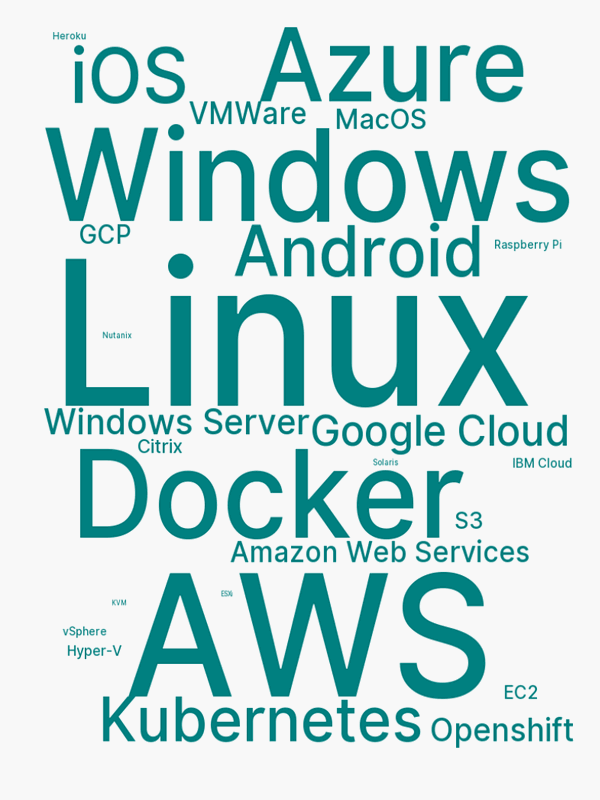 Heroku
iOS
Azure
VMWare
MacOS
Windows
GCP
Android
Raspberry Pi
Linux
Nutanix
Windows Server
Google Cloud
Citrix
Solaris
IBM Cloud
Docker
S3
Amazon Web Services
AWS
ESXi
KVM
vSphere
Hyper-V
EC2
Kubernetes
Openshift